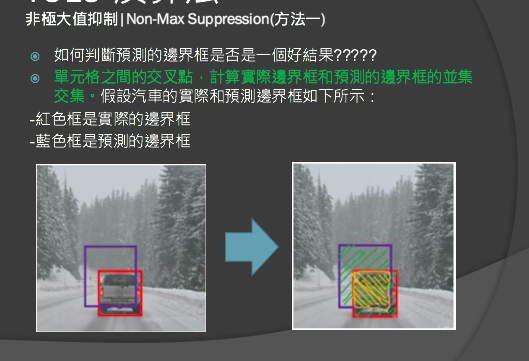 非極大值抑制| Non-Max Suppression(方法一)
如何判斷預測的邊界框是否是一個好結果?????
單元格之間的交叉點，計算實際邊界框和預測的邊界框的並集
交集。假設汽車的實際和預測邊界框如下所示：
-紅色框是實際的邊界框
-藍色框是預測的邊界框